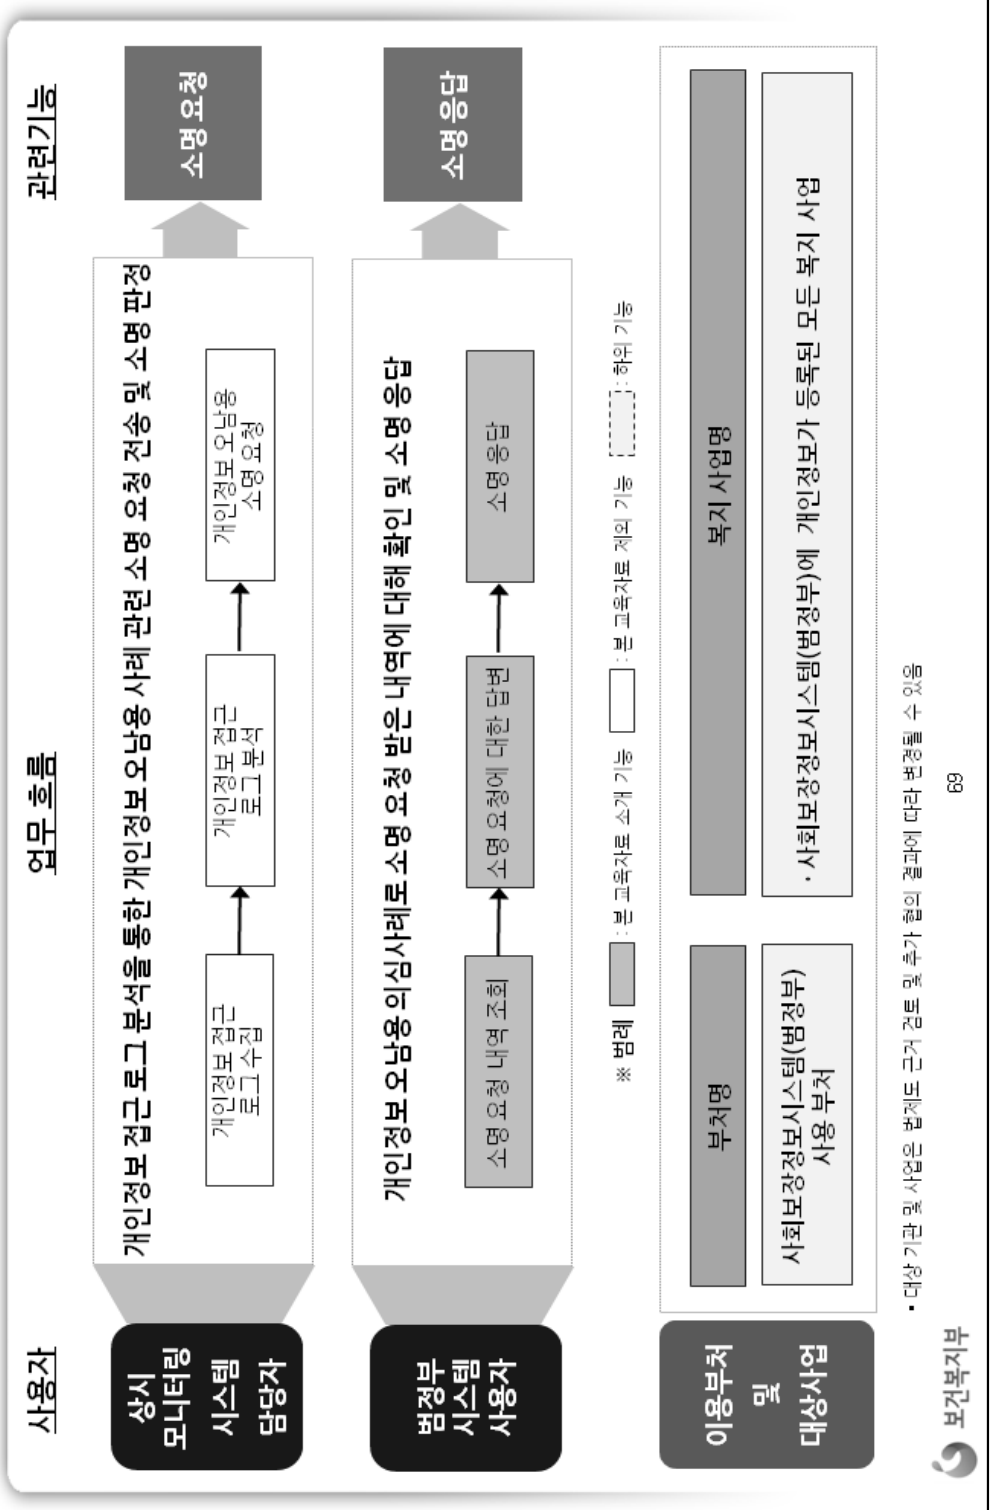 사용자
업무 흐름
관련기능
상시
모니터링
시스템
담당자
개인정보 접근 로그 분석을 통한 개인정보 오남용 사례 관련 소명 요청 전송 및 소명 판정
개인정보 접근
로그 수집
개인정보 접근
로그 분석
개인정보 오남용
소명 요청
소명 요청
범정부
시스템
사용자
개인정보 오남용 의심사례로 소명 요청 받은 내역에 대해 확인 및 소명 응답
소명 요청 내역 조회
소명 요청에 대한 답변
소명 응답
소명 응답
※ 범례
: 본 교육자료 소개 기능
: 본 교육자료 제외 기능
: 하위 기능
이용부처
및
대상사업
부처명
복지 사업명
사회보장정보시스템(범정부)
사용 부처
· 사회보장정보시스템(범정부)에 개인정보가 등록된 모든 복지 사업
▪ 대상 기관 및 사업은 법제도 근거 검토 및 추가 협의 결과에 따라 변경될 수 있음
보건복지부
69